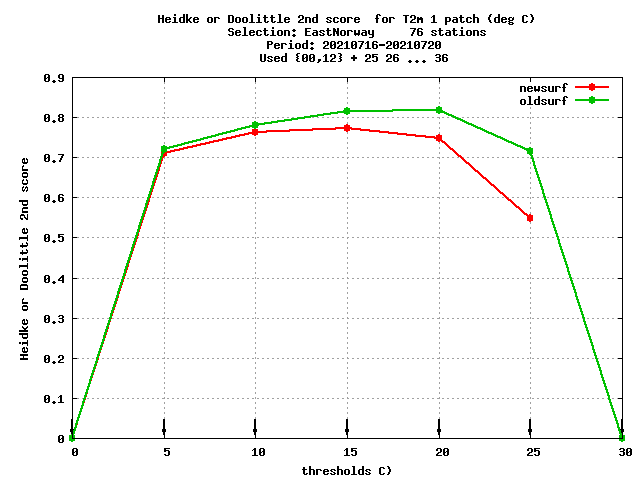 Heidke or Doolittle 2nd score  for T2m 1 patch (deg C)
Selection: EastNorway     76 stations
Period: 20210716-20210720
Used {00,12} + 25 26 ... 36
newsurf
oldsurf
0.9
0.8
0.7
0.6
0.5
0.4
0.3
0.2
0.1
0
Heidke or Doolittle 2nd score
0 5 10 15 20 25 30
thresholds C)